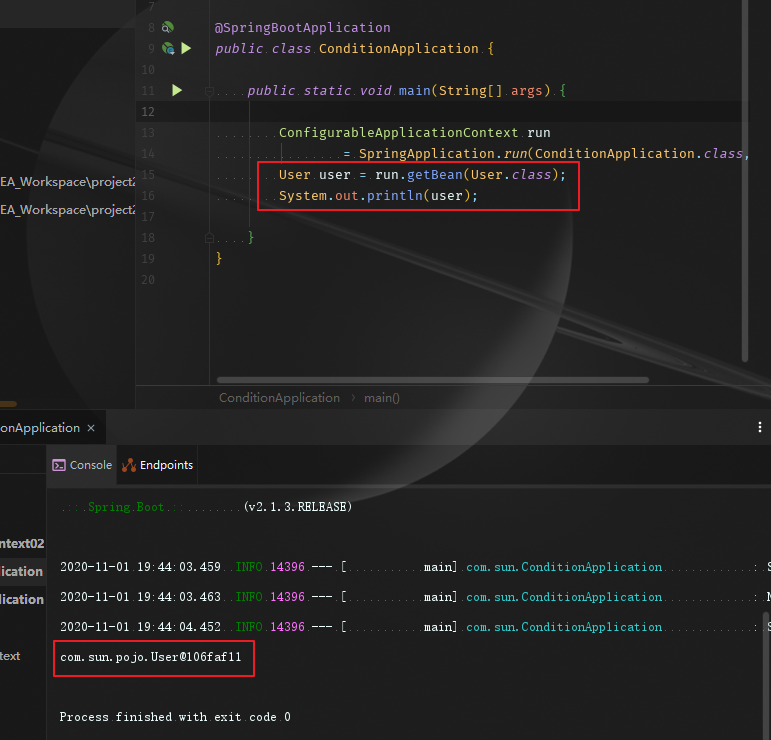 7
8 @SpringBootApplication
9 public class ConditionApplication {
10
11 public static void main(String[] args) {
12
13 ConfigurableApplicationContext run
14 = SpringApplication.run(ConditionApplication.class,
EA_Workspace\project2
15 User user = run.getBean(User.class);
16 System.out.println(user);
EA_Workspace\project2
17
18 }
19 }
20
ConditionApplication > main()
onApplication ×
Console Endpoints
.::.Spring.Boot.::........(v2.1.3.RELEASE)
ntext02
2020-11-01 19:44:03.459 INFO 14396 --- [ main] com.sun.ConditionApplication : S
ication
2020-11-01 19:44:03.463 INFO 14396 --- [ main] com.sun.ConditionApplication : N
lication
2020-11-01 19:44:04.452 INFO 14396 --- [ main] com.sun.ConditionApplication : S
text
com.sun.pojo.User@106faf11
Process finished with exit code 0